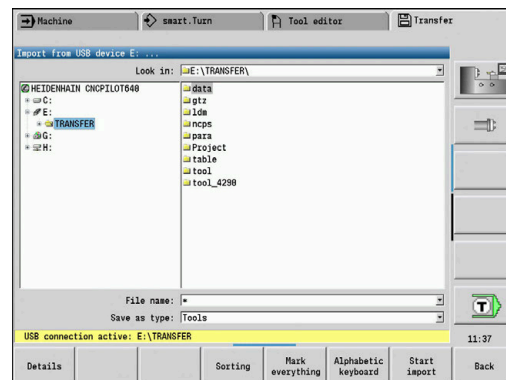 Machine
smart.Turn
Tool editor
Transfer
Import from USB device E: ...
Look in: E:\TRANSFER\
HEIDENHAIN CNCPILOT640
C:
E:
TRANSFER
G:
H:
data
gtz
ldm
ncps
para
Project
table
tool
tool_4290
File name: *
Save as type: Tools
USB connection active: E:\TRANSFER
T
11:37
Details
Sorting
Mark everything
Alphabetic keyboard
Start import
Back